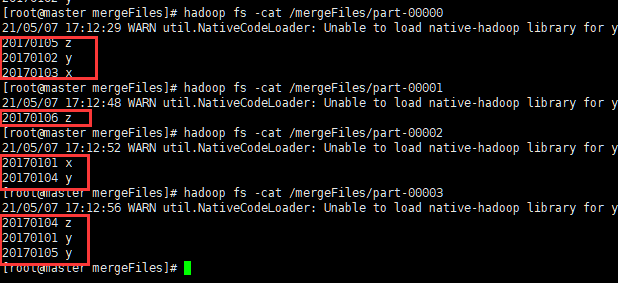 [root@master mergeFiles]# hadoop fs -cat /mergeFiles/part-00000
21/05/07 17:12:29 WARN util.NativeCodeLoader: Unable to load native-hadoop library for y
20170105 z
20170102 y
20170103 x
[root@master mergeFiles]# hadoop fs -cat /mergeFiles/part-00001
21/05/07 17:12:48 WARN util.NativeCodeLoader: Unable to load native-hadoop library for y
20170106 z
[root@master mergeFiles]# hadoop fs -cat /mergeFiles/part-00002
21/05/07 17:12:52 WARN util.NativeCodeLoader: Unable to load native-hadoop library for y
20170101 x
20170104 y
[root@master mergeFiles]# hadoop fs -cat /mergeFiles/part-00003
21/05/07 17:12:56 WARN util.NativeCodeLoader: Unable to load native-hadoop library for y
20170104 z
20170101 y
20170105 y
[root@master mergeFiles]#